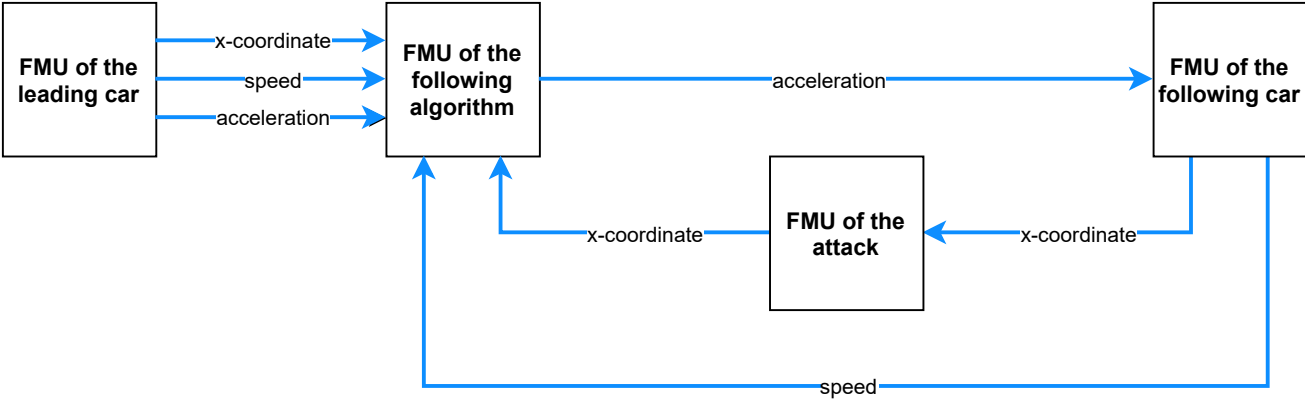 FMU of the
leading car
x-coordinate
speed
acceleration
FMU of the
following
algorithm
acceleration
FMU of the
following car
x-coordinate
FMU of the
attack
x-coordinate
speed